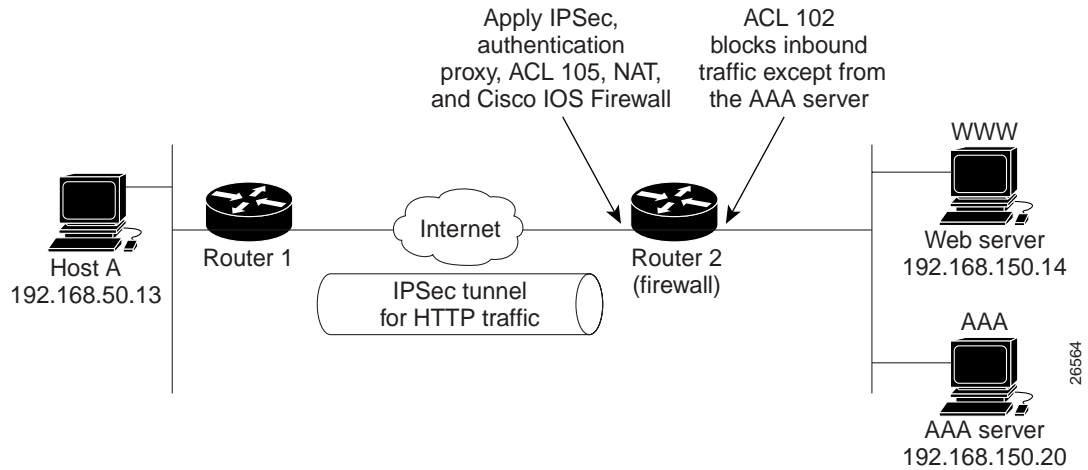 Apply IPSec,
authentication
proxy, ACL 105, NAT,
and Cisco IOS Firewall
ACL 102
blocks inbound
traffic except from
the AAA server
WWW
Internet
Host A
192.168.50.13
Router 1
Router 2
(firewall)
Web server
192.168.150.14
IPSec tunnel
for HTTP traffic
AAA
AAA server
192.168.150.20
26564